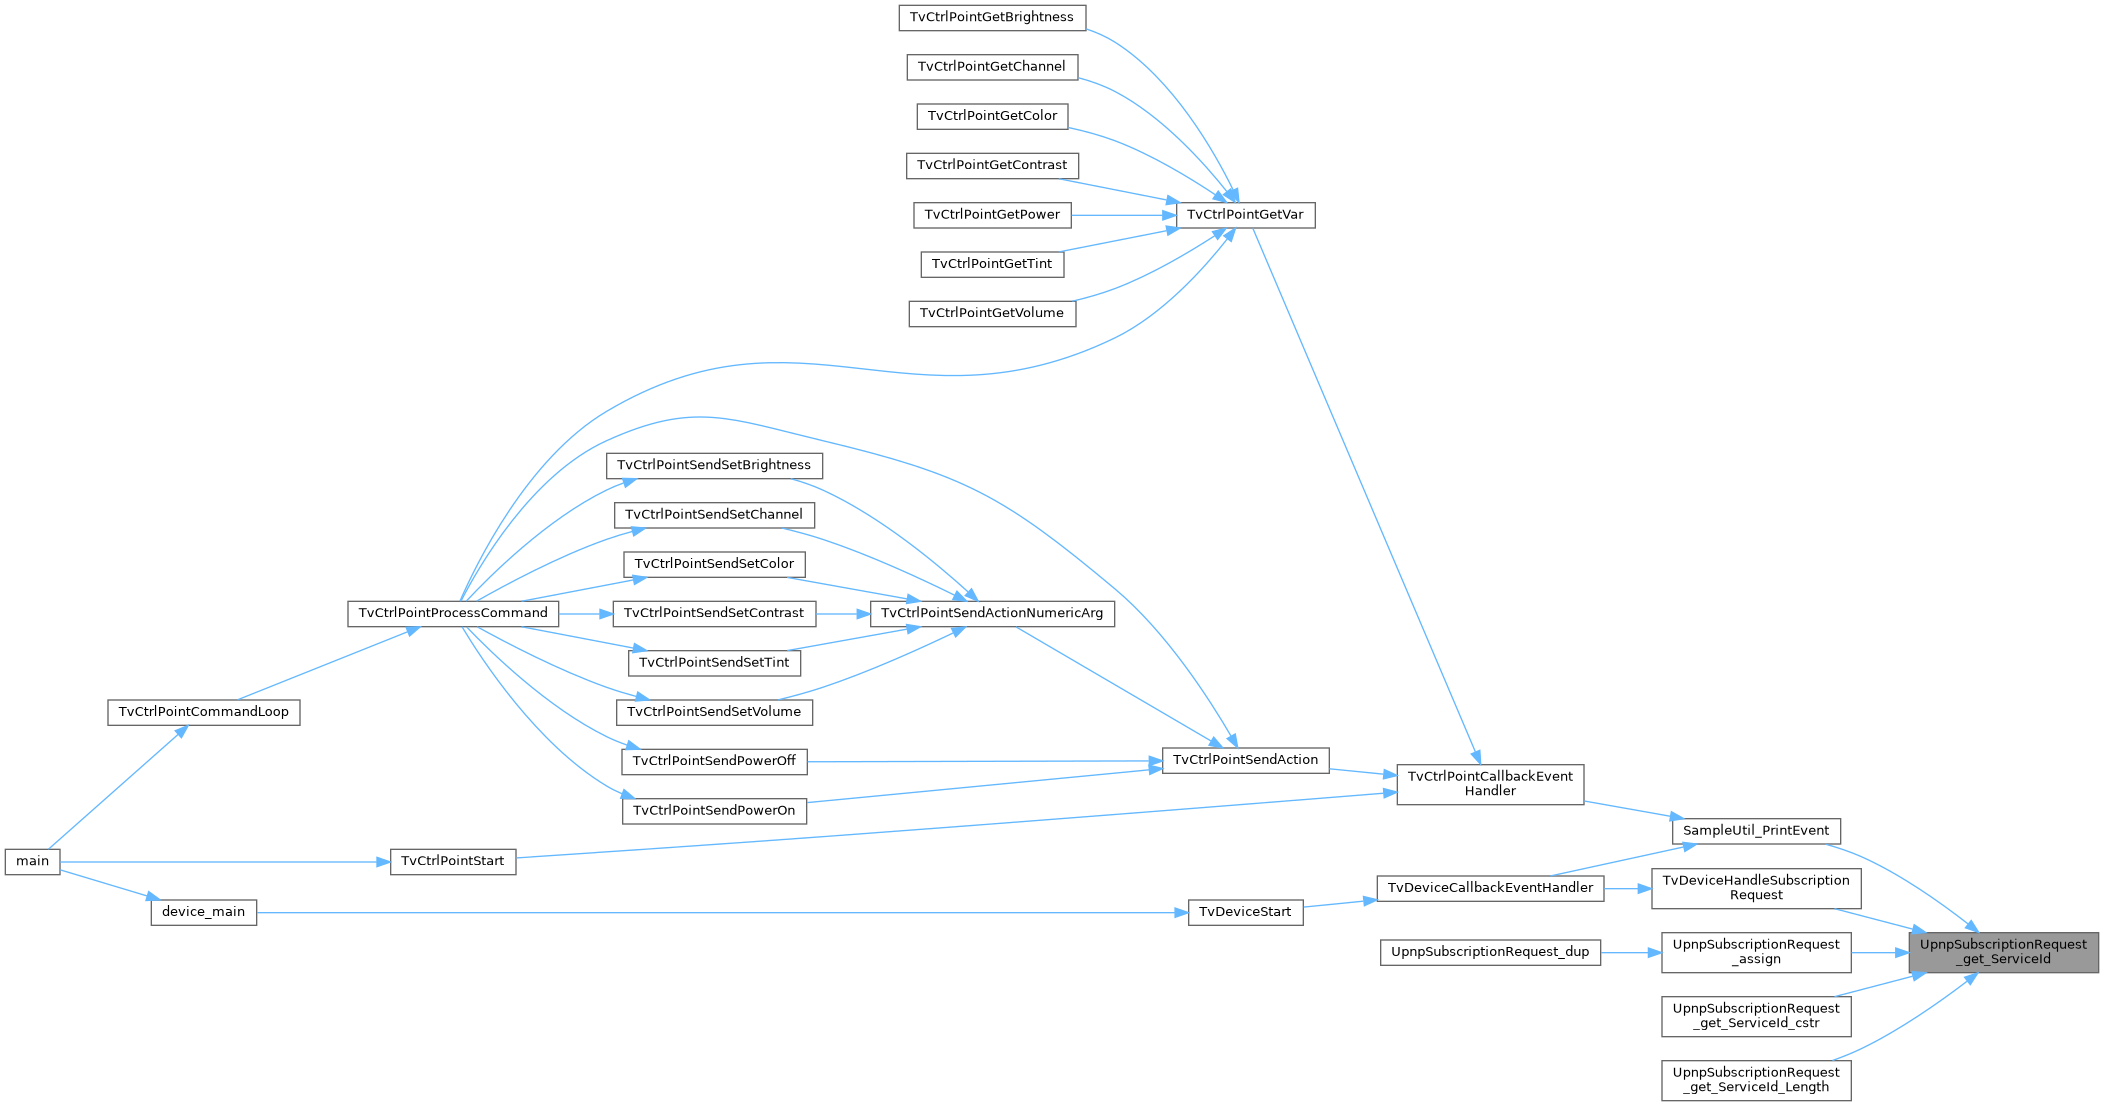 TvCtrlPointGetBrightness
TvCtrlPointGetChannel
TvCtrlPointGetColor
TvCtrlPointGetContrast
TvCtrlPointGetPower
TvCtrlPointGetVar
TvCtrlPointGetTint
TvCtrlPointGetVolume
TvCtrlPointSendSetBrightness
TvCtrlPointSendSetChannel
TvCtrlPointSendSetColor
TvCtrlPointProcessCommand
TvCtrlPointSendSetContrast
TvCtrlPointSendActionNumericArg
TvCtrlPointSendSetTint
TvCtrlPointCommandLoop
TvCtrlPointSendSetVolume
TvCtrlPointSendPowerOff
TvCtrlPointSendAction
TvCtrlPointCallbackEvent
Handler
TvCtrlPointSendPowerOn
SampleUtil_PrintEvent
main
TvCtrlPointStart
TvDeviceCallbackEventHandler
TvDeviceHandleSubscription
Request
device_main
TvDeviceStart
UpnpSubscriptionRequest_dup
UpnpSubscriptionRequest
_assign
UpnpSubscriptionRequest
_get_ServiceId
UpnpSubscriptionRequest
_get_ServiceId_cstr
UpnpSubscriptionRequest
_get_ServiceId_Length